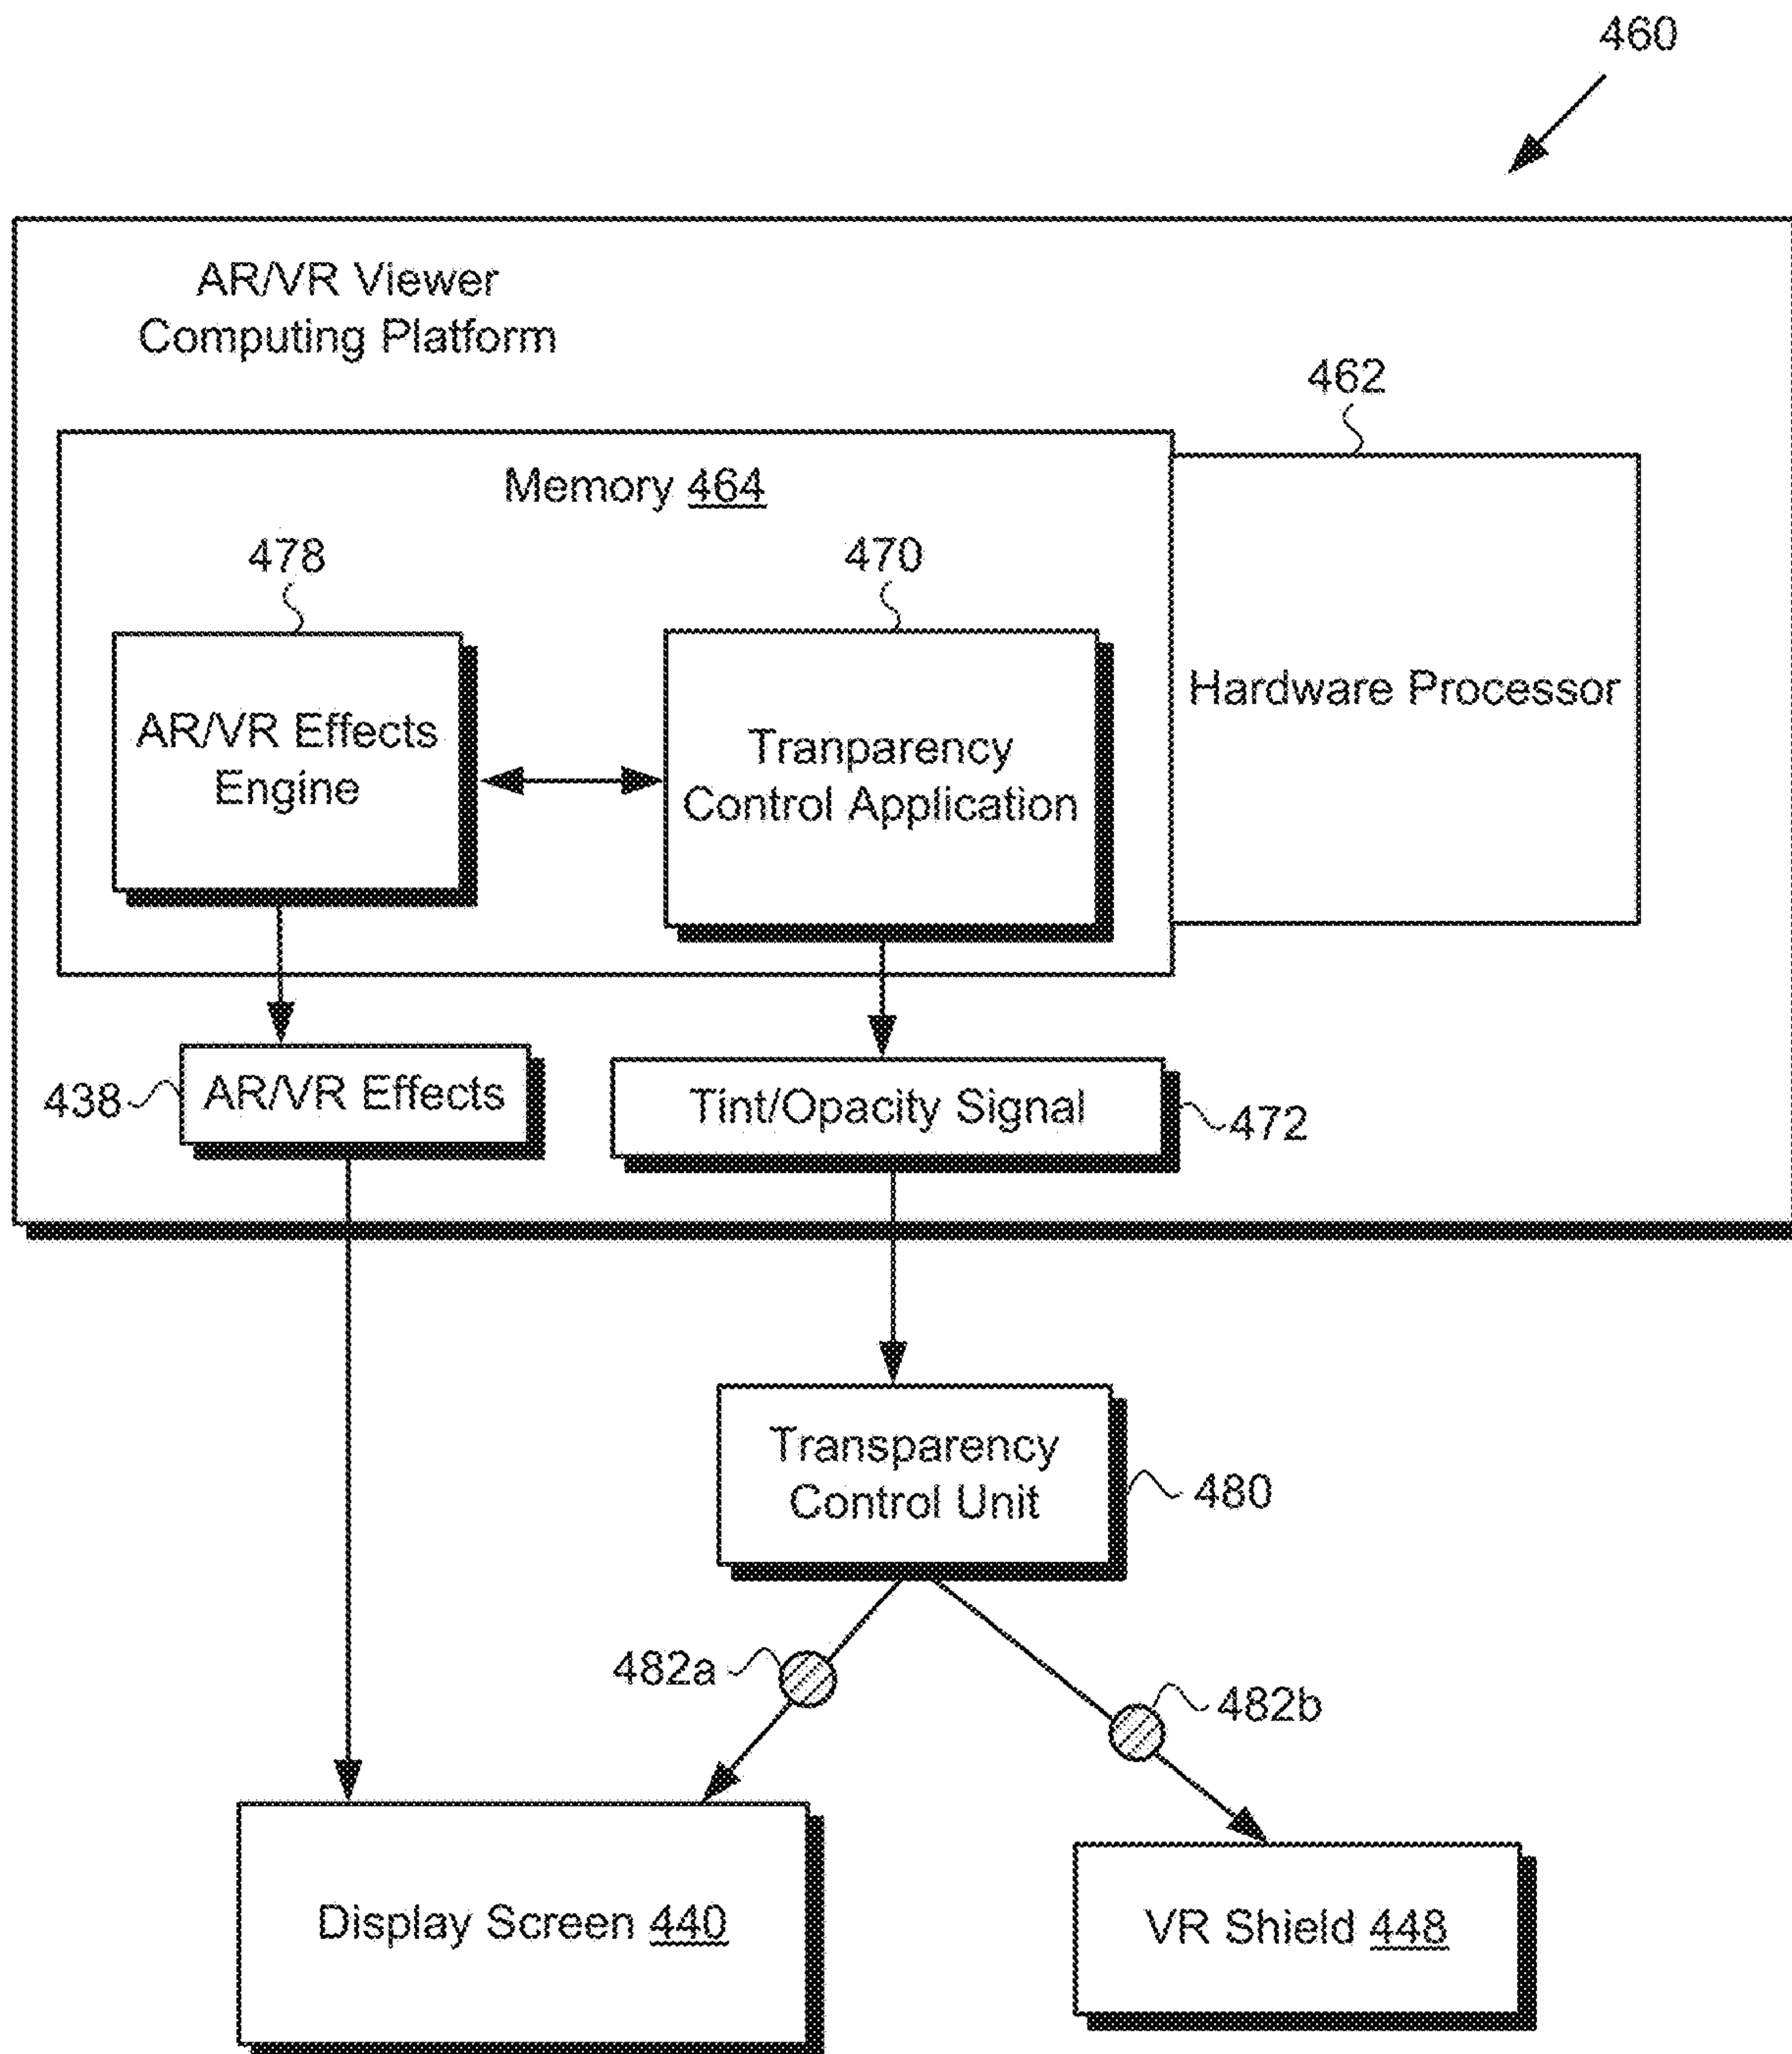 460
AR/VR Viewer
Computing Platform
462
Memory 464
478
470
Hardware Processor
AR/VR Effects
Engine
Tranparency
Control Application
438
AR/VR Effects
Tint/Opacity Signal
472
Transparency
Control Unit
480
482a
482b
Display Screen 440
VR Shield 448